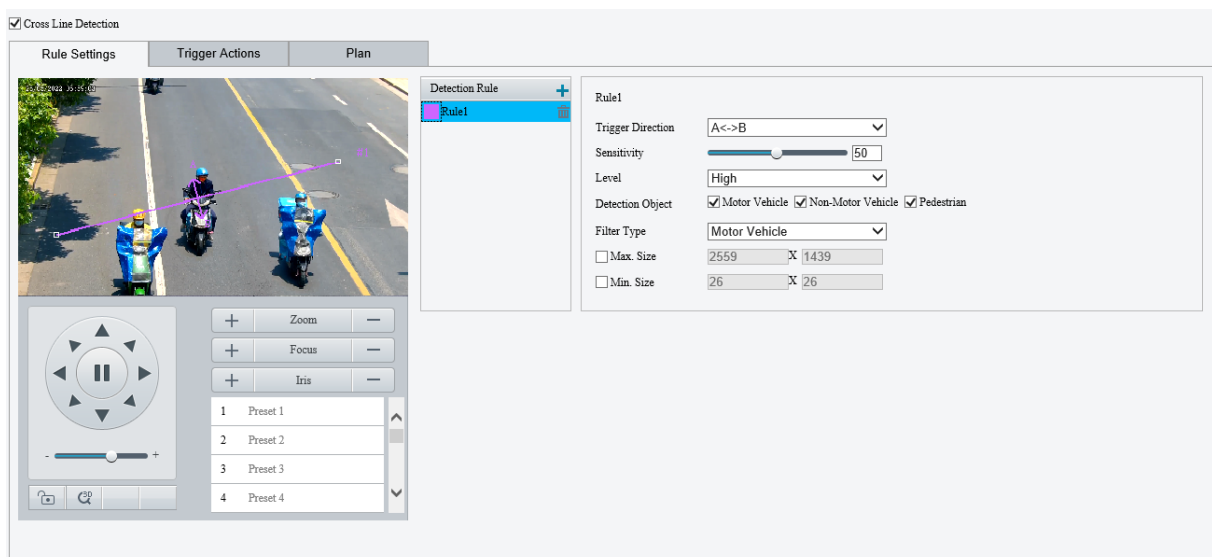 Cross Line Detection
Rule Settings
Trigger Actions
Plan
Detection Rule
Rule1
Rule1
Trigger Direction A<->B
Sensitivity 50
Level High
Detection Object Motor Vehicle Non-Motor Vehicle Pedestrian
Filter Type Motor Vehicle
Max. Size 2559 X 1439
Min. Size 26 X 26
+ Zoom −
+ Focus −
+ Iris −
1 Preset 1
2 Preset 2
3 Preset 3
4 Preset 4
- +
3D